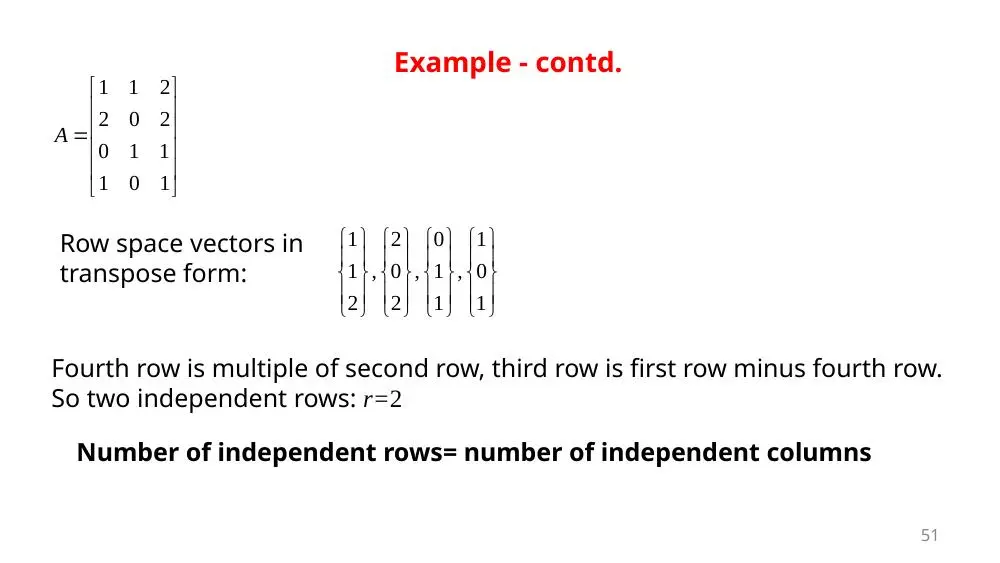 Example - contd.
A = [1 1 2
2 0 2
0 1 1
1 0 1]
Row space vectors in
transpose form:
{1 1 2}, {2 0 2}, {0 1 1}, {1 0 1}
Fourth row is multiple of second row, third row is first row minus fourth row.
So two independent rows: r=2
Number of independent rows= number of independent columns
51